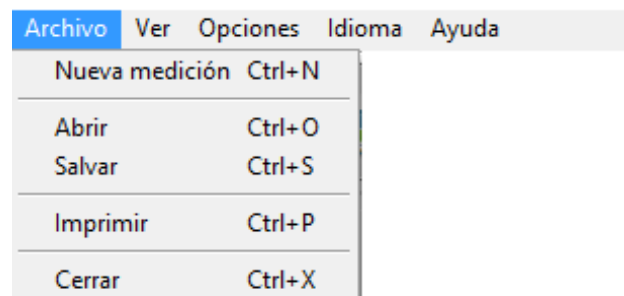 Archivo Ver Opciones Idioma Ayuda
Nueva medición Ctrl+N
Abrir Ctrl+O
Salvar Ctrl+S
Imprimir Ctrl+P
Cerrar Ctrl+X